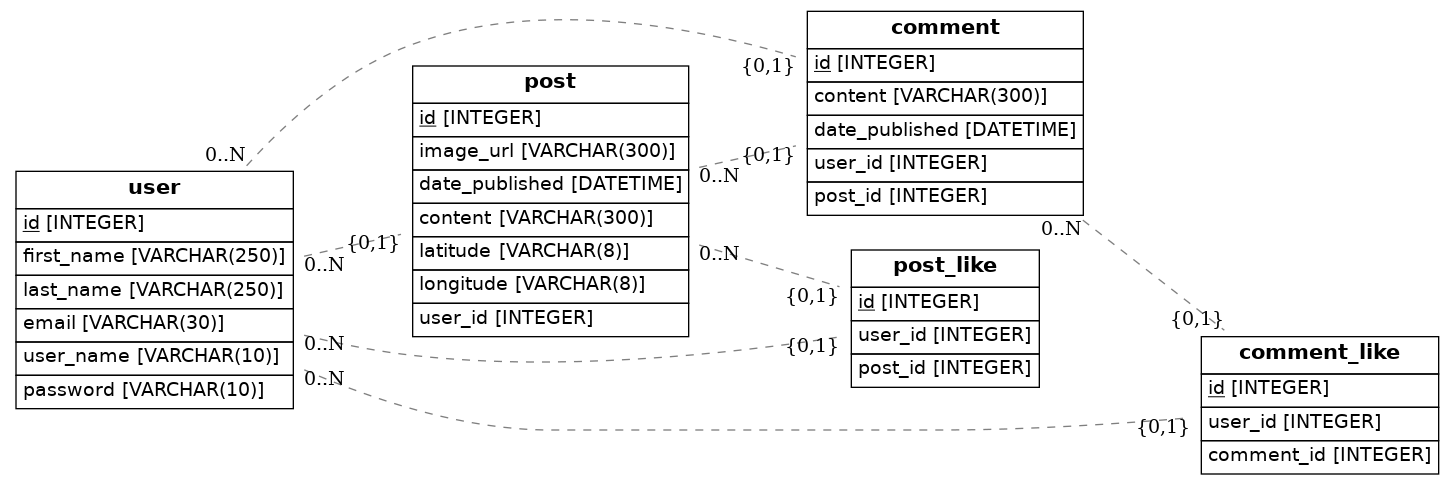 user
id [INTEGER]
first_name [VARCHAR(250)]
last_name [VARCHAR(250)]
email [VARCHAR(30)]
user_name [VARCHAR(10)]
password [VARCHAR(10)]
0..N
0..N
0..N
0..N
post
id [INTEGER]
image_url [VARCHAR(300)]
date_published [DATETIME]
content [VARCHAR(300)]
latitude [VARCHAR(8)]
longitude [VARCHAR(8)]
user_id [INTEGER]
{0,1}
0..N
0..N
comment
id [INTEGER]
content [VARCHAR(300)]
date_published [DATETIME]
user_id [INTEGER]
post_id [INTEGER]
{0,1}
{0,1}
0..N
post_like
id [INTEGER]
user_id [INTEGER]
post_id [INTEGER]
{0,1}
{0,1}
comment_like
id [INTEGER]
user_id [INTEGER]
comment_id [INTEGER]
{0,1}
{0,1}